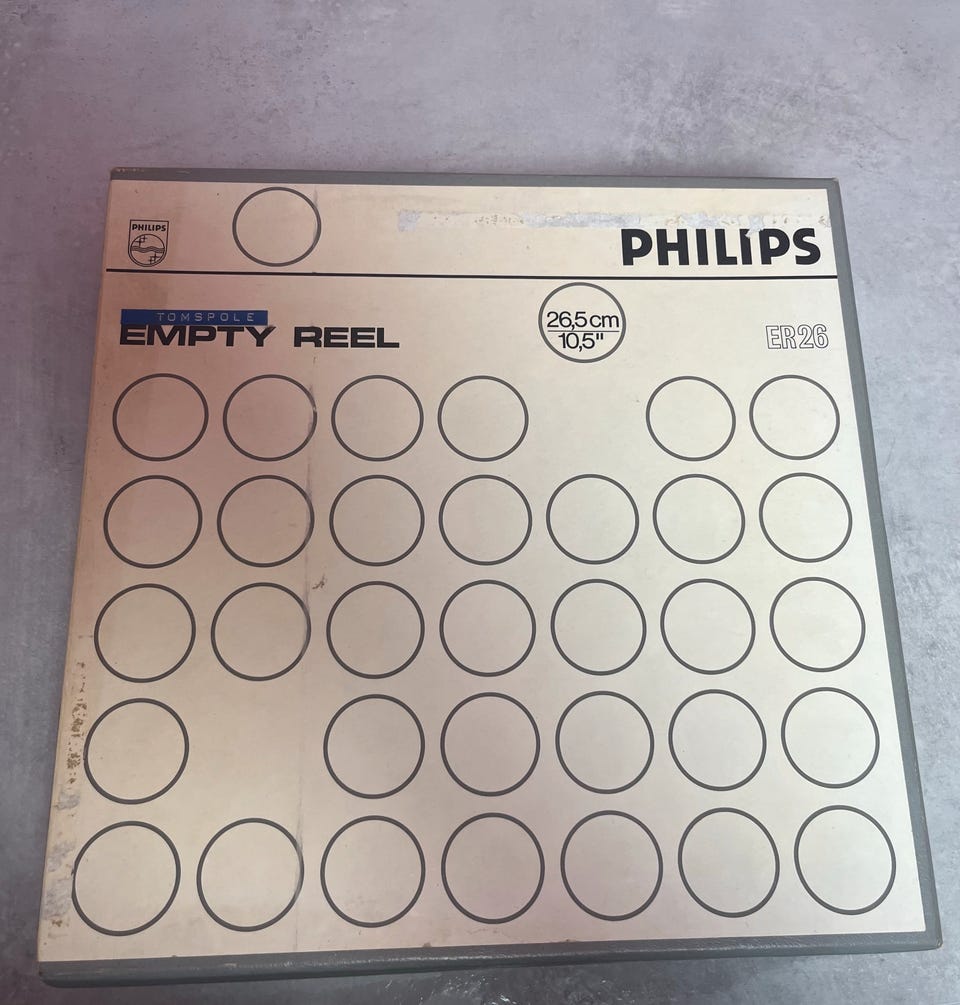 PHILIPS
PHILIPS
TOMSPOLE
EMPTY REEL
26,5 cm
10,5"
ER26